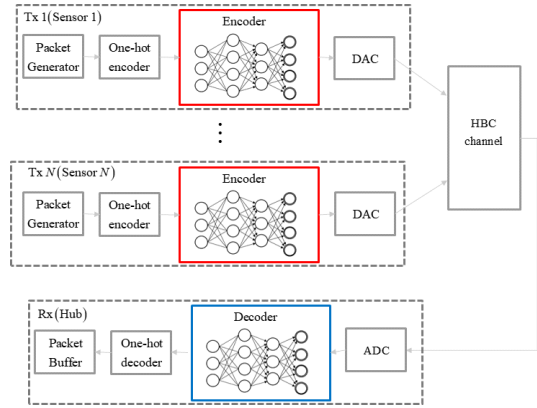 Tx 1(Sensor 1)
Packet
Generator
One-hot
encoder
Encoder
DAC
HBC
channel
Tx N(Sensor N)
Packet
Generator
One-hot
encoder
Encoder
DAC
Rx(Hub)
Packet
Buffer
One-hot
decoder
Decoder
ADC